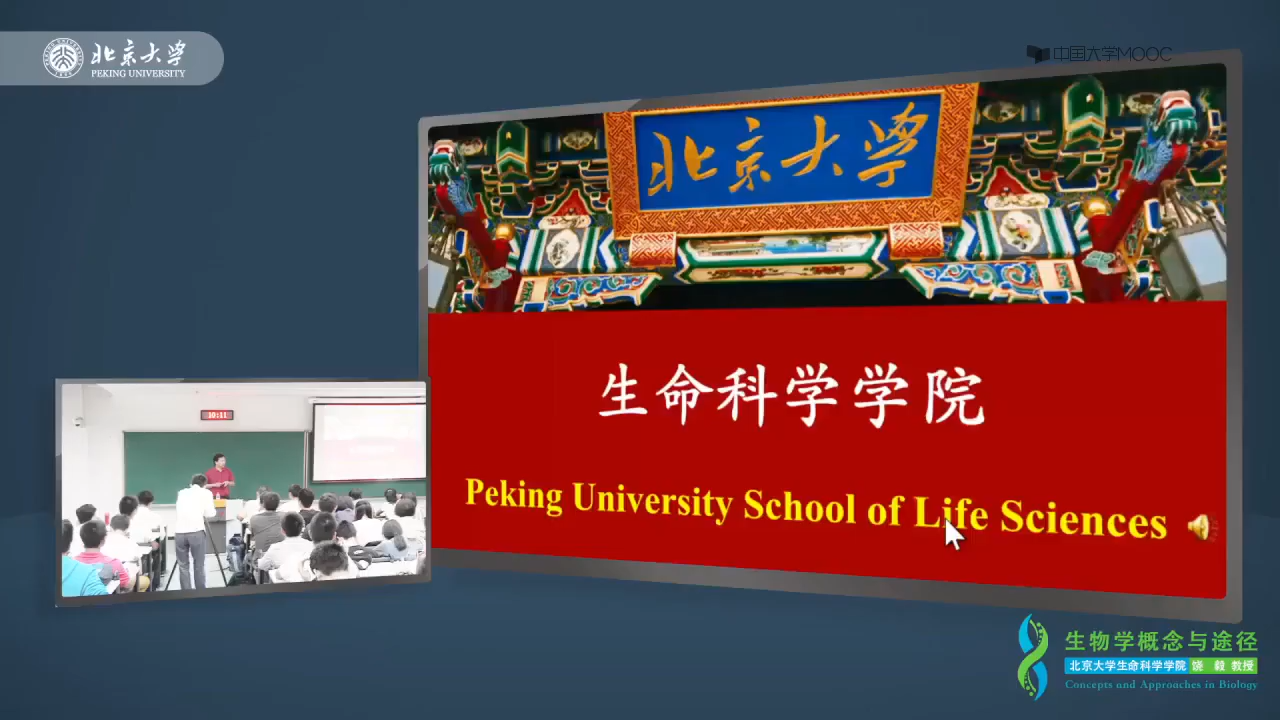 北京大学
PEKING UNIVERSITY
中国大学MOOC
北京大学
生命科学学院
Peking University School of Life Sciences
10:11
生物学概念与途径
北京大学生命科学学院 饶 毅 教授
Concepts and Approaches in Biology